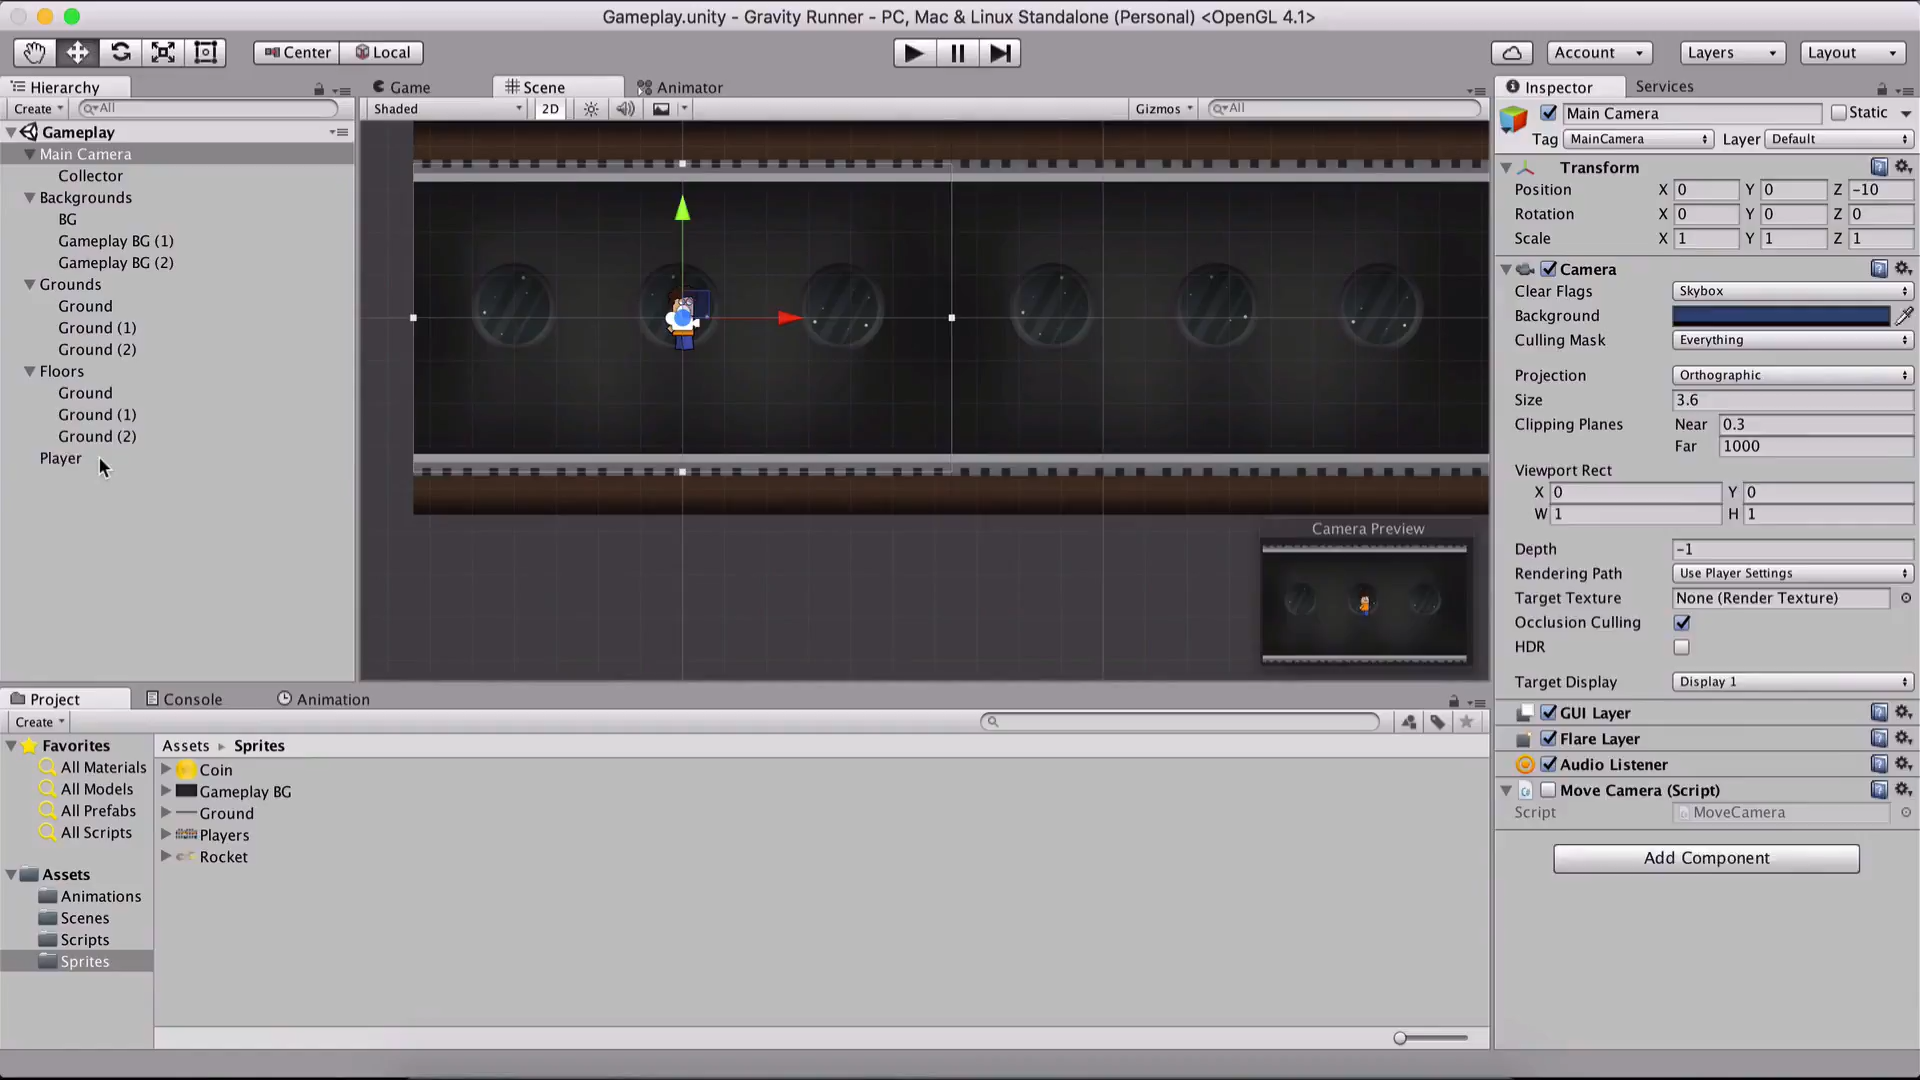 Gameplay.unity - Gravity Runner - PC, Mac & Linux Standalone (Personal) <OpenGL 4.1>
Center Local Account Layers Layout
Hierarchy
Create All
Gameplay
Main Camera
Collector
Backgrounds
BG
Gameplay BG (1)
Gameplay BG (2)
Grounds
Ground
Ground (1)
Ground (2)
Floors
Ground
Ground (1)
Ground (2)
Player
Game Scene Animator
Shaded 2D Gizmos All
Camera Preview
Inspector Services
Main Camera Static
Tag MainCamera Layer Default
Transform
Position X 0 Y 0 Z -10
Rotation X 0 Y 0 Z 0
Scale X 1 Y 1 Z 1
Camera
Clear Flags Skybox
Background
Culling Mask Everything
Projection Orthographic
Size 3.6
Clipping Planes Near 0.3
Far 1000
Viewport Rect
X 0 Y 0
W 1 H 1
Depth -1
Rendering Path Use Player Settings
Target Texture None (Render Texture)
Occlusion Culling
HDR
Target Display Display 1
GUI Layer
Flare Layer
Audio Listener
Move Camera (Script)
Script MoveCamera
Add Component
Project Console Animation
Create
Favorites
All Materials
All Models
All Prefabs
All Scripts
Assets
Animations
Scenes
Scripts
Sprites
Assets Sprites
Coin
Gameplay BG
Ground
Players
Rocket